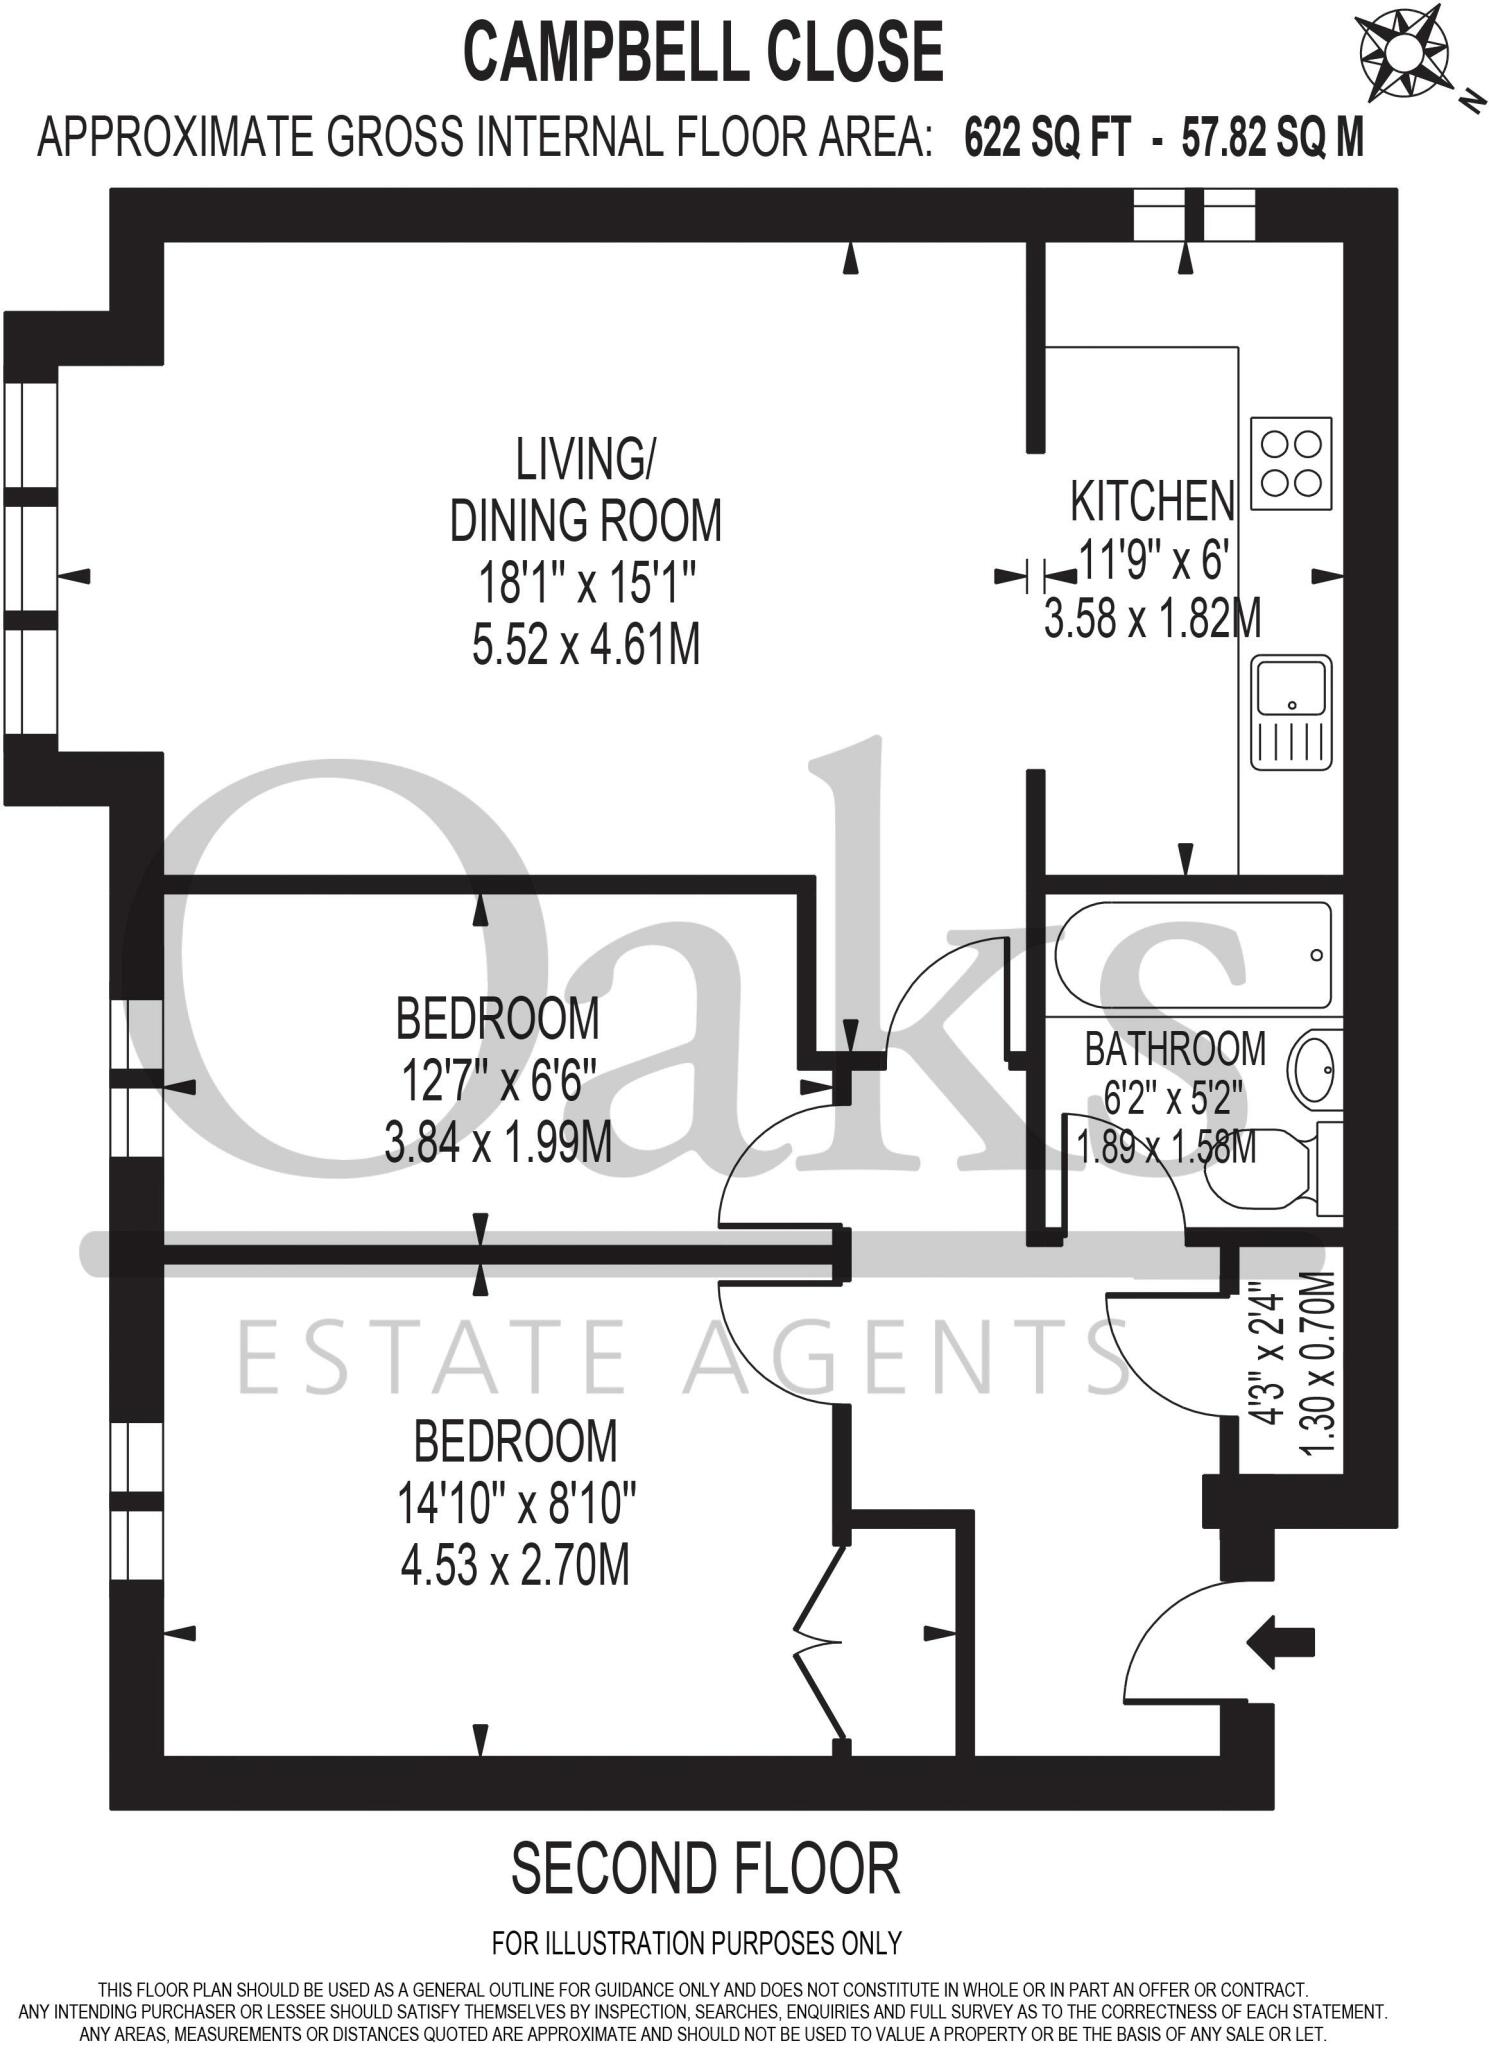 CAMPBELL CLOSE
N
APPROXIMATE GROSS INTERNAL FLOOR AREA: 622 SQ FT - 57.82 SQ M
LIVING/
DINING ROOM
18'1" x 15'1"
5.52 x 4.61M
KITCHEN
11'9" x 6'
3.58 x 1.82M
Oaks
ESTATE AGENTS
BEDROOM
12'7" x 6'6"
3.84 x 1.99M
BATHROOM
6'2" x 5'2"
1.89 x 1.58M
4'3" x 2'4"
1.30 x 0.70M
BEDROOM
14'10" x 8'10"
4.53 x 2.70M
SECOND FLOOR
FOR ILLUSTRATION PURPOSES ONLY
THIS FLOOR PLAN SHOULD BE USED AS A GENERAL OUTLINE FOR GUIDANCE ONLY AND DOES NOT CONSTITUTE IN WHOLE OR IN PART AN OFFER OR CONTRACT.
ANY INTENDING PURCHASER OR LESSEE SHOULD SATISFY THEMSELVES BY INSPECTION, SEARCHES, ENQUIRIES AND FULL SURVEY AS TO THE CORRECTNESS OF EACH STATEMENT.
ANY AREAS, MEASUREMENTS OR DISTANCES QUOTED ARE APPROXIMATE AND SHOULD NOT BE USED TO VALUE A PROPERTY OR BE THE BASIS OF ANY SALE OR LET.